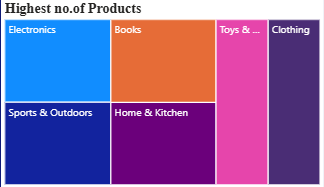 Highest no.of Products
Electronics
Books
Toys & ...
Clothing
Sports & Outdoors
Home & Kitchen